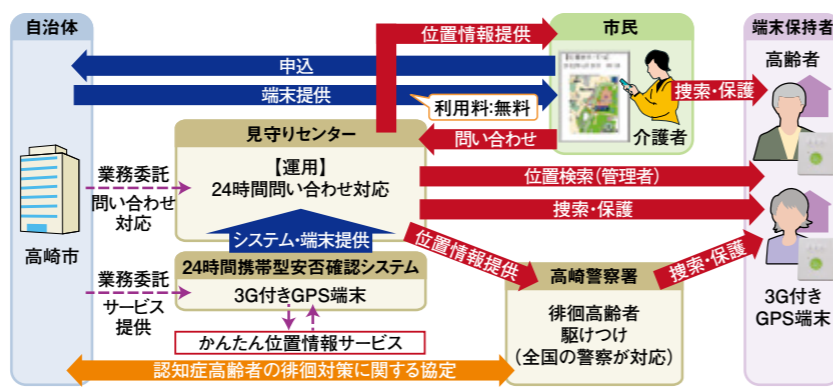 自治体
位置情報提供
市民
端末保持者
申込
高齢者
端末提供
捜索・保護
利用料:無料
介護者
見守りセンター
問い合わせ
【運用】
24時間問い合わせ対応
業務委託
問い合わせ
対応
位置検索(管理者)
捜索・保護
高崎市
システム・端末提供
位置情報提供
捜索・保護
24時間携帯型安否確認システム
高崎警察署
業務委託
サービス
提供
3G付きGPS端末
3G付き
GPS端末
徘徊高齢者
駆けつけ
(全国の警察が対応)
かんたん位置情報サービス
認知症高齢者の徘徊対策に関する協定